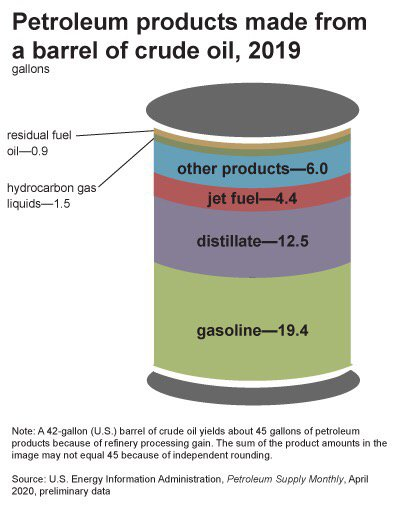 Petroleum products made from
a barrel of crude oil, 2019
gallons
residual fuel
oil—0.9
hydrocarbon gas
liquids—1.5
other products—6.0
jet fuel—4.4
distillate—12.5
gasoline—19.4
Note: A 42-gallon (U.S.) barrel of crude oil yields about 45 gallons of petroleum
products because of refinery processing gain. The sum of the product amounts in the
image may not equal 45 because of independent rounding.
Source: U.S. Energy Information Administration, Petroleum Supply Monthly, April
2020, preliminary data